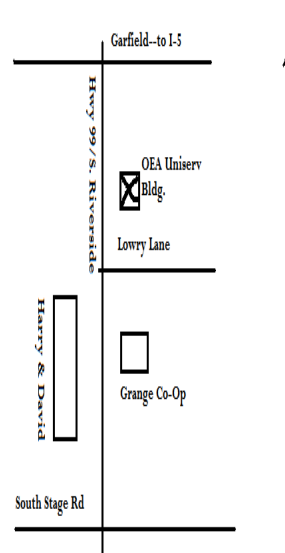 Garfield--to I-5
Hwy 99/S. Riverside
OEA Uniserv
Bldg.
Lowry Lane
Harry & David
Grange Co-Op
South Stage Rd